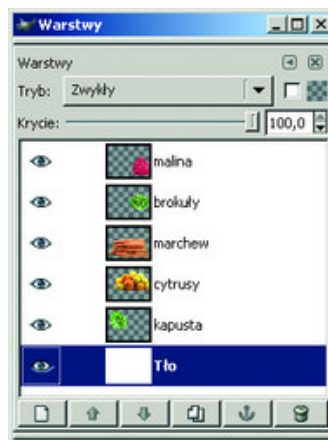 Warstwy
Warstwy
Tryb: Zwykły
Krycie: 100,0
malina
brokuły
marchew
cytrusy
kapusta
Tło